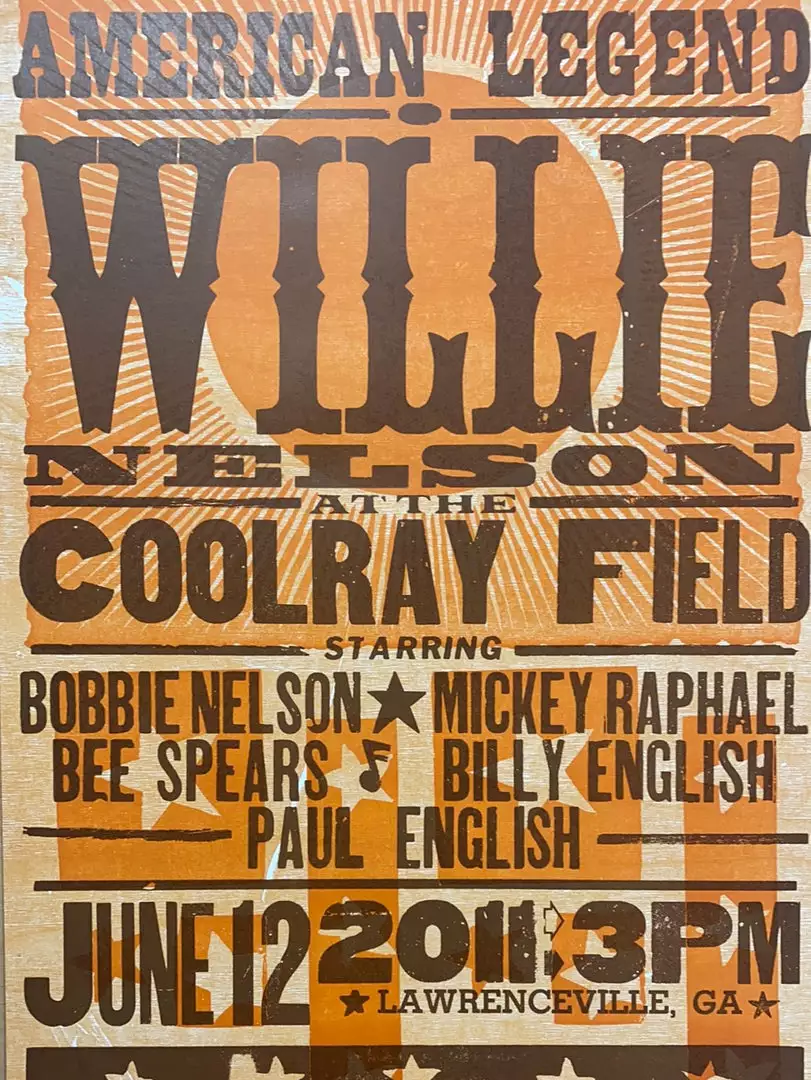 AMERICAN LEGEND
WILLIE
NELSON
AT THE
COOLRAY FIELD
STARRING
BOBBIE NELSON ★ MICKEY RAPHAEL
BEE SPEARS ♪ BILLY ENGLISH
PAUL ENGLISH
JUNE 12 2011 3PM
★ LAWRENCEVILLE, GA ★